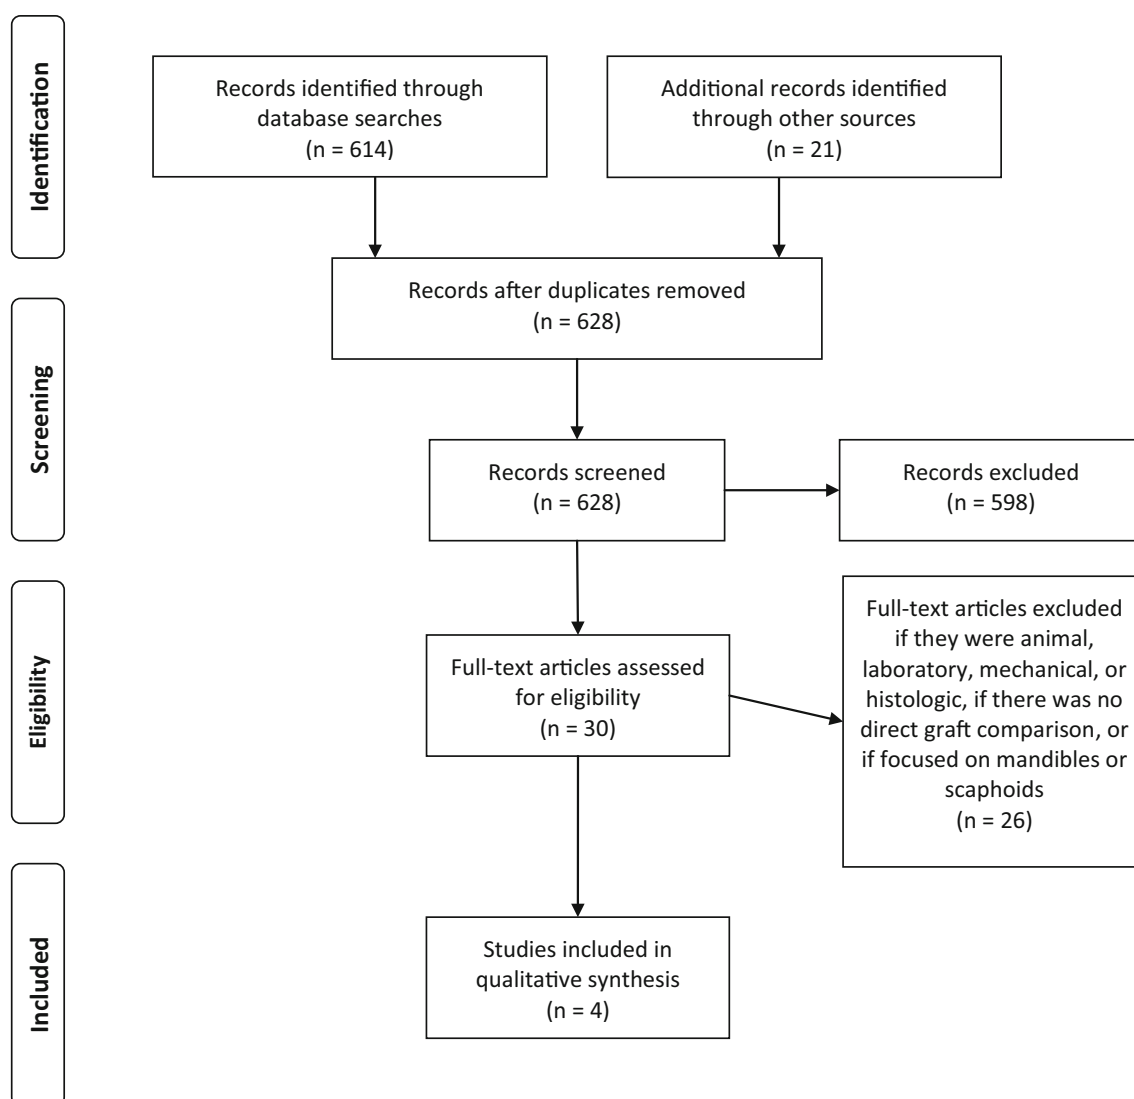 Identification
Records identified through
database searches
(n = 614)
Additional records identified
through other sources
(n = 21)
Records after duplicates removed
(n = 628)
Screening
Records screened
(n = 628)
Records excluded
(n = 598)
Eligibility
Full-text articles assessed
for eligibility
(n = 30)
Full-text articles excluded
if they were animal,
laboratory, mechanical, or
histologic, if there was no
direct graft comparison, or
if focused on mandibles or
scaphoids
(n = 26)
Included
Studies included in
qualitative synthesis
(n = 4)